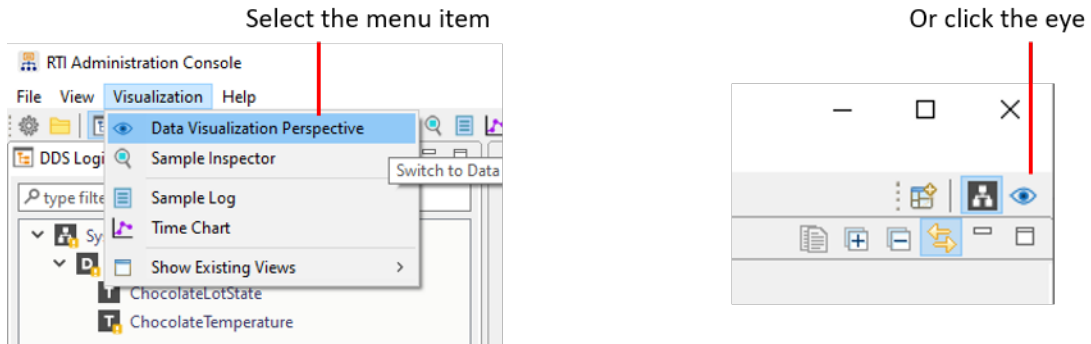 Select the menu item
Or click the eye
RTI Administration Console
File View Visualization Help
Data Visualization Perspective
DDS Logi
Sample Inspector
Switch to Data
type filte
Sample Log
Sy
Time Chart
D
Show Existing Views
T ChocolateLotState
T ChocolateTemperature